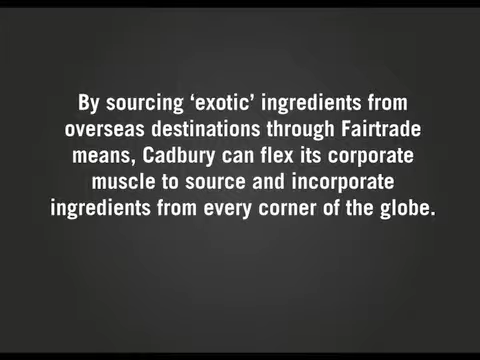 By sourcing ‘exotic’ ingredients from
overseas destinations through Fairtrade
means, Cadbury can flex its corporate
muscle to source and incorporate
ingredients from every corner of the globe.